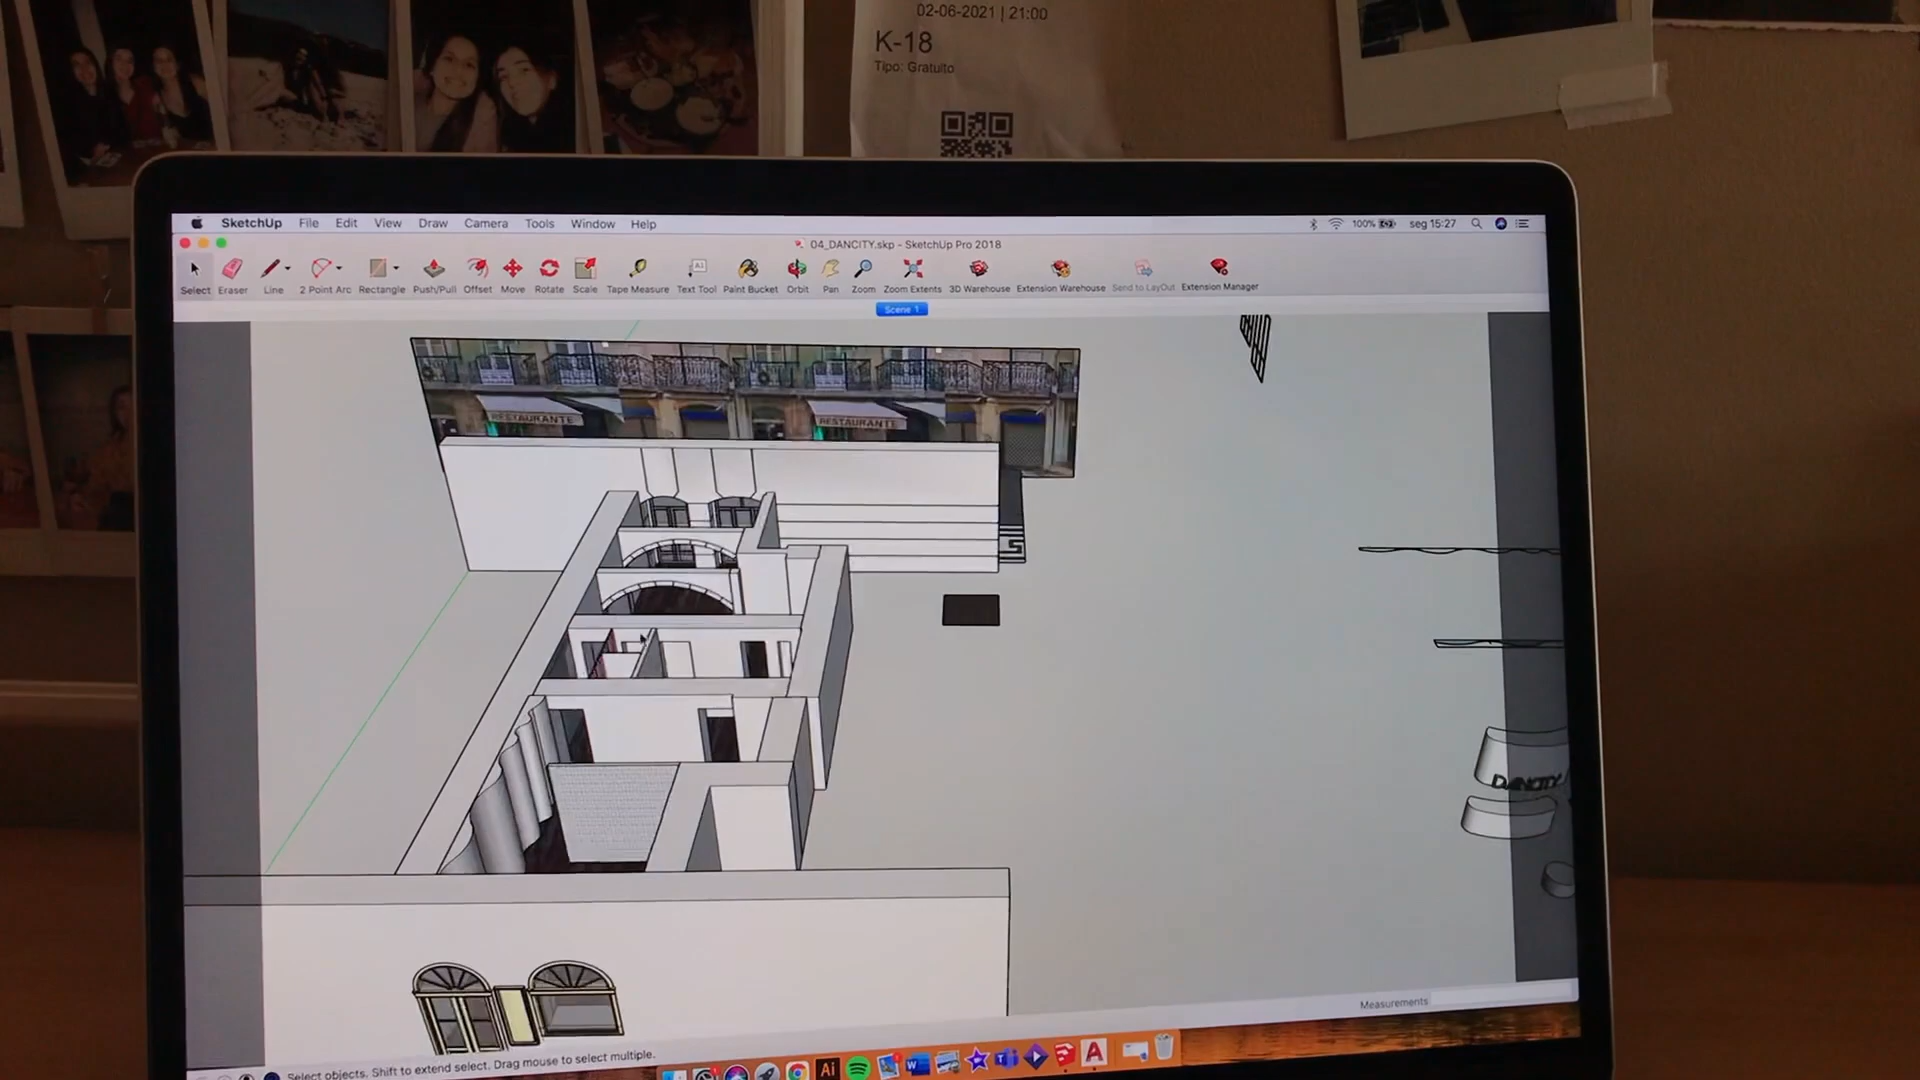 02-06-2021 | 21:00
K-18
Tipo: Gratuito
SketchUp File Edit View Draw Camera Tools Window Help
100% seg 15:27
04_DANCITY.skp - SketchUp Pro 2018
Select Eraser Line 2 Point Arc Rectangle Push/Pull Offset Move Rotate Scale Tape Measure Text Tool Paint Bucket Orbit Pan Zoom Zoom Extents 3D Warehouse Extension Warehouse Send to LayOut Extension Manager
Scene 1
RESTAURANTE RESTAURANTE
DANCITY
Measurements
Select objects. Shift to extend select. Drag mouse to select multiple.
Ai W A